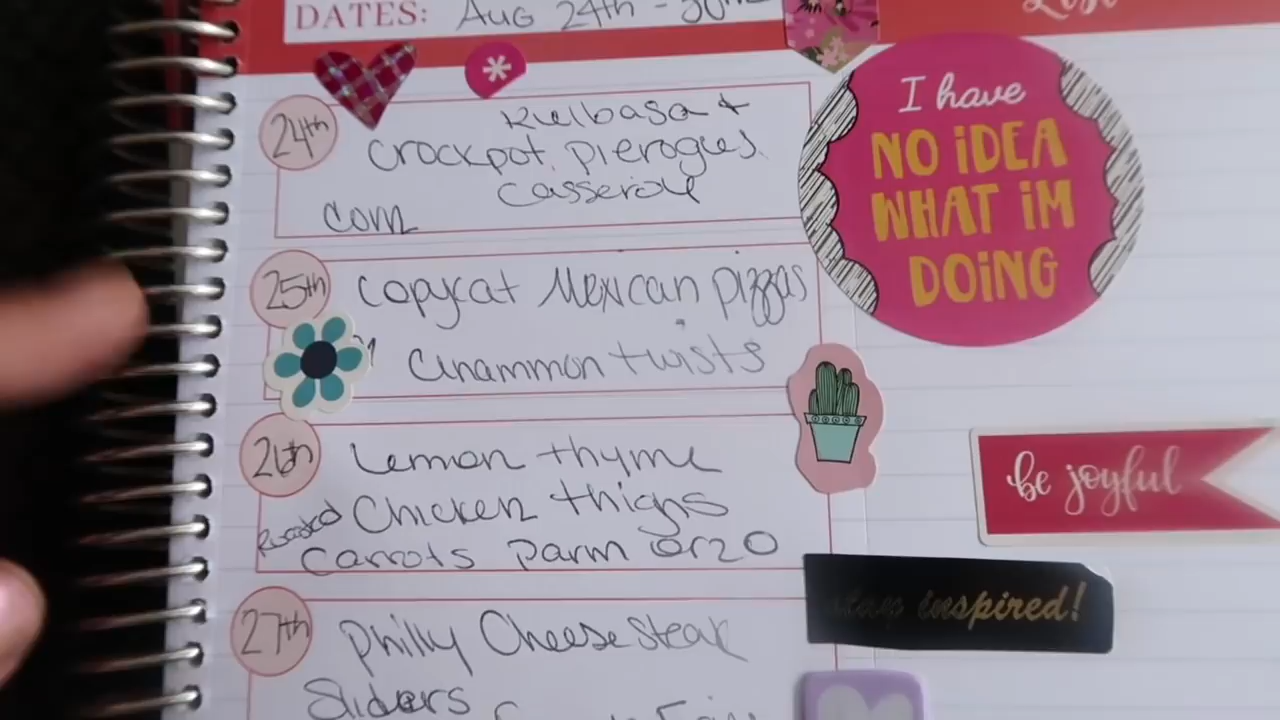 DATES: Aug 24th -
List
I have
NO iDEA
WHAT iM
DOiNG
24th
Kielbasa +
crockpot pierogies
casserole
corn
25th
copycat Mexican pizzas
cinammon twists
26th
Lemon thyme
Roasted Chicken thighs
Carrots Parm orzo
be joyful
stay inspired!
27th
Philly Cheese Steak
Sliders